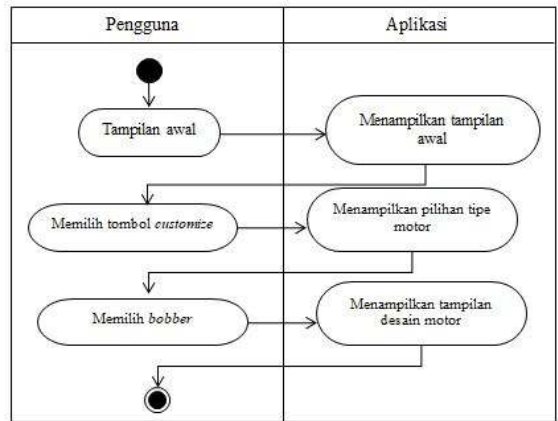 Pengguna
Aplikasi
Tampilan awal
Menampilkan tampilan
awal
Memilih tombol customize
Menampilkan pilihan tipe
motor
Memilih bobber
Menampilkan tampilan
desain motor